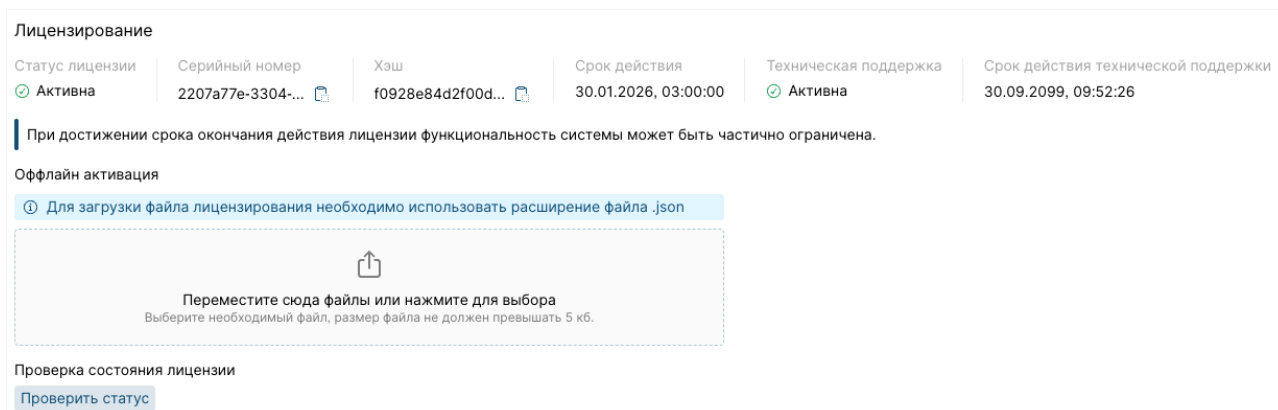 Лицензирование
Статус лицензии Серийный номер Хэш Срок действия Техническая поддержка Срок действия технической поддержки
Активна 2207a77e-3304-... f0928e84d2f00d... 30.01.2026, 03:00:00 Активна 30.09.2099, 09:52:26
При достижении срока окончания действия лицензии функциональность системы может быть частично ограничена.
Оффлайн активация
Для загрузки файла лицензирования необходимо использовать расширение файла .json
Переместите сюда файлы или нажмите для выбора
Выберите необходимый файл, размер файла не должен превышать 5 кб.
Проверка состояния лицензии
Проверить статус